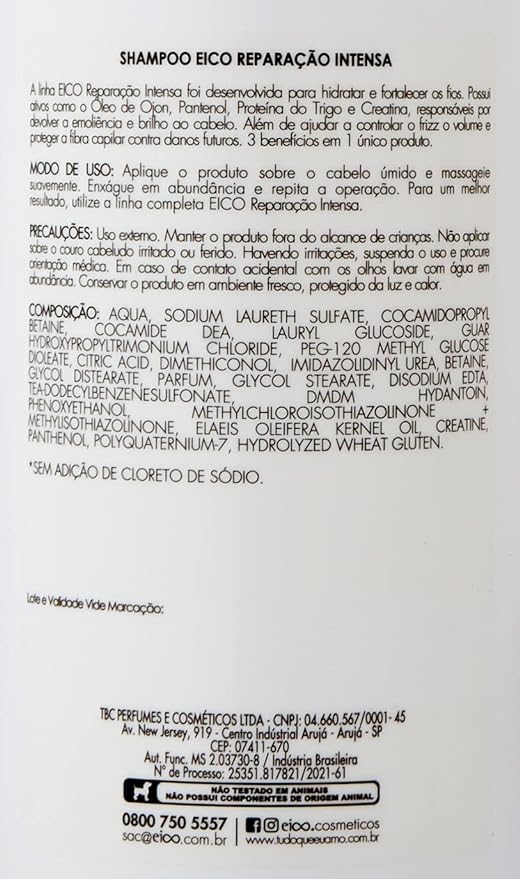 SHAMPOO EICO REPARAÇÃO INTENSA
A linha EICO Reparação Intensa foi desenvolvida para hidratar e fortalecer os fios. Possui
ativos como o Óleo de Ojon, Pantenol, Proteína do Trigo e Creatina, responsáveis por
devolver a emoliência e brilho ao cabelo. Além de ajudar a controlar o frizz o volume e
proteger a fibra capilar contra danos futuros. 3 benefícios em 1 único produto.
MODO DE USO: Aplique o produto sobre o cabelo úmido e massageie
suavemente. Enxágue em abundância e repita a operação. Para um melhor
resultado, utilize a linha completa EICO Reparação Intensa.
PRECAUÇÕES: Uso externo. Manter o produto fora do alcance de crianças. Não aplicar
sobre o couro cabeludo irritado ou ferido. Havendo irritações, suspenda o uso e procure
orientação médica. Em caso de contato acidental com os olhos lavar com água em
abundância. Conservar o produto em ambiente fresco, protegido da luz e calor.
COMPOSIÇÃO: AQUA, SODIUM LAURETH SULFATE, COCAMIDOPROPYL
BETAINE, COCAMIDE DEA, LAURYL GLUCOSIDE, GUAR
HYDROXYPROPYLTRIMONIUM CHLORIDE, PEG-120 METHYL GLUCOSE
DIOLEATE, CITRIC ACID, DIMETHICONOL, IMIDAZOLIDINYL UREA, BETAINE,
GLYCOL DISTEARATE, PARFUM, GLYCOL STEARATE, DISODIUM EDTA,
TEA-DODECYLBENZENESULFONATE, DMDM HYDANTOIN,
PHENOXYETHANOL, METHYLCHLOROISOTHIAZOLINONE +
METHYLISOTHIAZOLINONE, ELAEIS OLEIFERA KERNEL OIL, CREATINE,
PANTHENOL, POLYQUATERNIUM-7, HYDROLYZED WHEAT GLUTEN.
*SEM ADIÇÃO DE CLORETO DE SÓDIO.
Lote e Validade Vide Marcação:
TBC PERFUMES E COSMÉTICOS LTDA - CNPJ: 04.660.567/0001- 45
Av. New Jersey, 919 - Centro Industrial Arujá - Arujá - SP
CEP: 07411-670
Aut. Func. MS 2.03730-8 / Indústria Brasileira
N° de Processo: 25351.817821/2021-61
NÃO TESTADO EM ANIMAIS
NÃO POSSUI COMPONENTES DE ORIGEM ANIMAL
0800 750 5557 eico.cosmeticos
sac@eico.com.br www.tudoqueeuamo.com.br